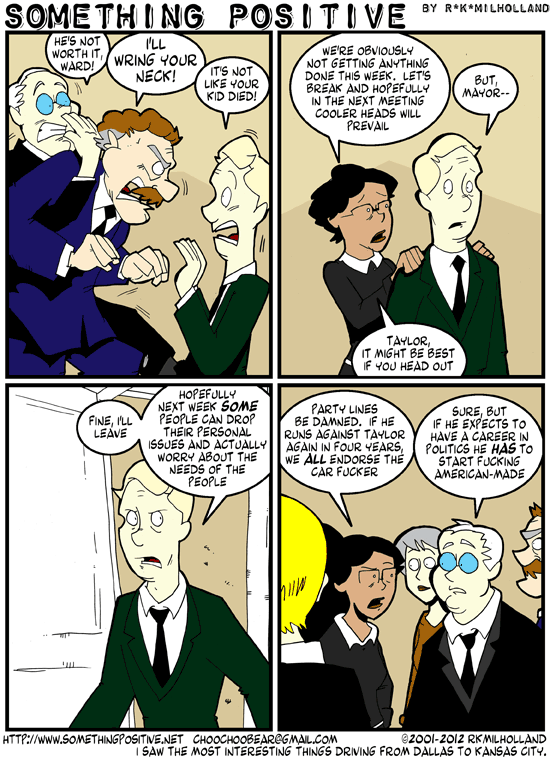 SOMETHING POSITIVE BY R*K*MILHOLLAND
HE'S NOT
WORTH IT,
WARD!
I'LL
WRING YOUR
NECK!
IT'S NOT
LIKE YOUR
KID DIED!
WE'RE OBVIOUSLY
NOT GETTING ANYTHING
DONE THIS WEEK. LET'S
BREAK AND HOPEFULLY
IN THE NEXT MEETING
COOLER HEADS WILL
PREVAIL
BUT,
MAYOR--
TAYLOR,
IT MIGHT BE BEST
IF YOU HEAD OUT
FINE, I'LL
LEAVE
HOPEFULLY
NEXT WEEK SOME
PEOPLE CAN DROP
THEIR PERSONAL
ISSUES AND ACTUALLY
WORRY ABOUT THE
NEEDS OF THE
PEOPLE
PARTY LINES
BE DAMNED. IF HE
RUNS AGAINST TAYLOR
AGAIN IN FOUR YEARS,
WE ALL ENDORSE THE
CAR FUCKER
SURE, BUT
IF HE EXPECTS TO
HAVE A CAREER IN
POLITICS HE HAS TO
START FUCKING
AMERICAN-MADE
HTTP://WWW.SOMETHINGPOSITIVE.NET CHOOCHOOBEAR@GMAIL.COM ©2001-2012 RKMILHOLLAND
I SAW THE MOST INTERESTING THINGS DRIVING FROM DALLAS TO KANSAS CITY.